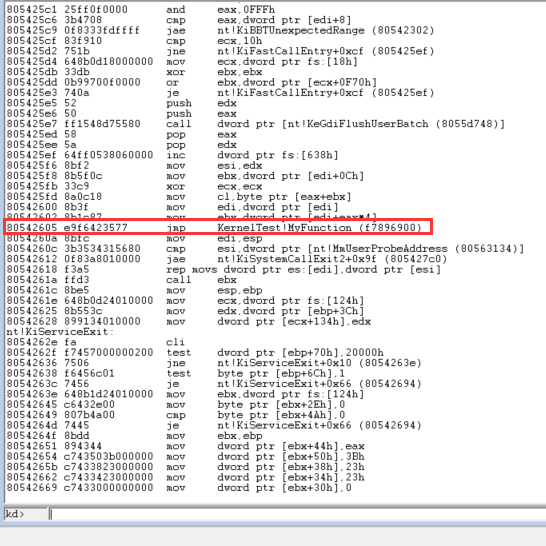 805425c1 25ff0f0000 and eax,0FFFh
805425c6 3b4708 cmp eax,dword ptr [edi+8]
805425c9 0f8333fdffff jae nt!KiBBTUnexpectedRange (80542302)
805425cf 83f910 cmp ecx,10h
805425d2 751b jne nt!KiFastCallEntry+0xcf (805425ef)
805425d4 648b0d18000000 mov ecx,dword ptr fs:[18h]
805425db 33db xor ebx,ebx
805425dd 0b99700f0000 or ebx,dword ptr [ecx+0F70h]
805425e3 740a je nt!KiFastCallEntry+0xcf (805425ef)
805425e5 52 push edx
805425e6 50 push eax
805425e7 ff1548d75580 call dword ptr [nt!KeGdiFlushUserBatch (8055d748)]
805425ed 58 pop eax
805425ee 5a pop edx
805425ef 64ff0538060000 inc dword ptr fs:[638h]
805425f6 8bf2 mov esi,edx
805425f8 8b5f0c mov ebx,dword ptr [edi+0Ch]
805425fb 33c9 xor ecx,ecx
805425fd 8a0c18 mov cl,byte ptr [eax+ebx]
80542600 8b3f mov edi,dword ptr [edi]
80542602 8b1c87 mov ebx,dword ptr [edi+eax*4]
80542605 e9f6423577 jmp KernelTest!MyFunction (f7896900)
8054260a 8bfc mov edi,esp
8054260c 3b3534315680 cmp esi,dword ptr [nt!MmUserProbeAddress (80563134)]
80542612 0f83a8010000 jae nt!KiSystemCallExit2+0x9f (805427c0)
80542618 f3a5 rep movs dword ptr es:[edi],dword ptr [esi]
8054261a ffd3 call ebx
8054261c 8be5 mov esp,ebp
8054261e 648b0d24010000 mov ecx,dword ptr fs:[124h]
80542625 8b553c mov edx,dword ptr [ebp+3Ch]
80542628 899134010000 mov dword ptr [ecx+134h],edx
nt!KiServiceExit:
8054262e fa cli
8054262f f7457000000200 test dword ptr [ebp+70h],20000h
80542636 7506 jne nt!KiServiceExit+0x10 (8054263e)
80542638 f6456c01 test byte ptr [ebp+6Ch],1
8054263c 7456 je nt!KiServiceExit+0x66 (80542694)
8054263e 648b1d24010000 mov ebx,dword ptr fs:[124h]
80542645 c6432e00 mov byte ptr [ebx+2Eh],0
80542649 807b4a00 cmp byte ptr [ebx+4Ah],0
8054264d 7445 je nt!KiServiceExit+0x66 (80542694)
8054264f 8bdd mov ebx,ebp
80542651 894344 mov dword ptr [ebx+44h],eax
80542654 c743503b000000 mov dword ptr [ebx+50h],3Bh
8054265b c7433823000000 mov dword ptr [ebx+38h],23h
80542662 c7433423000000 mov dword ptr [ebx+34h],23h
80542669 c7433000000000 mov dword ptr [ebx+30h],0
kd>